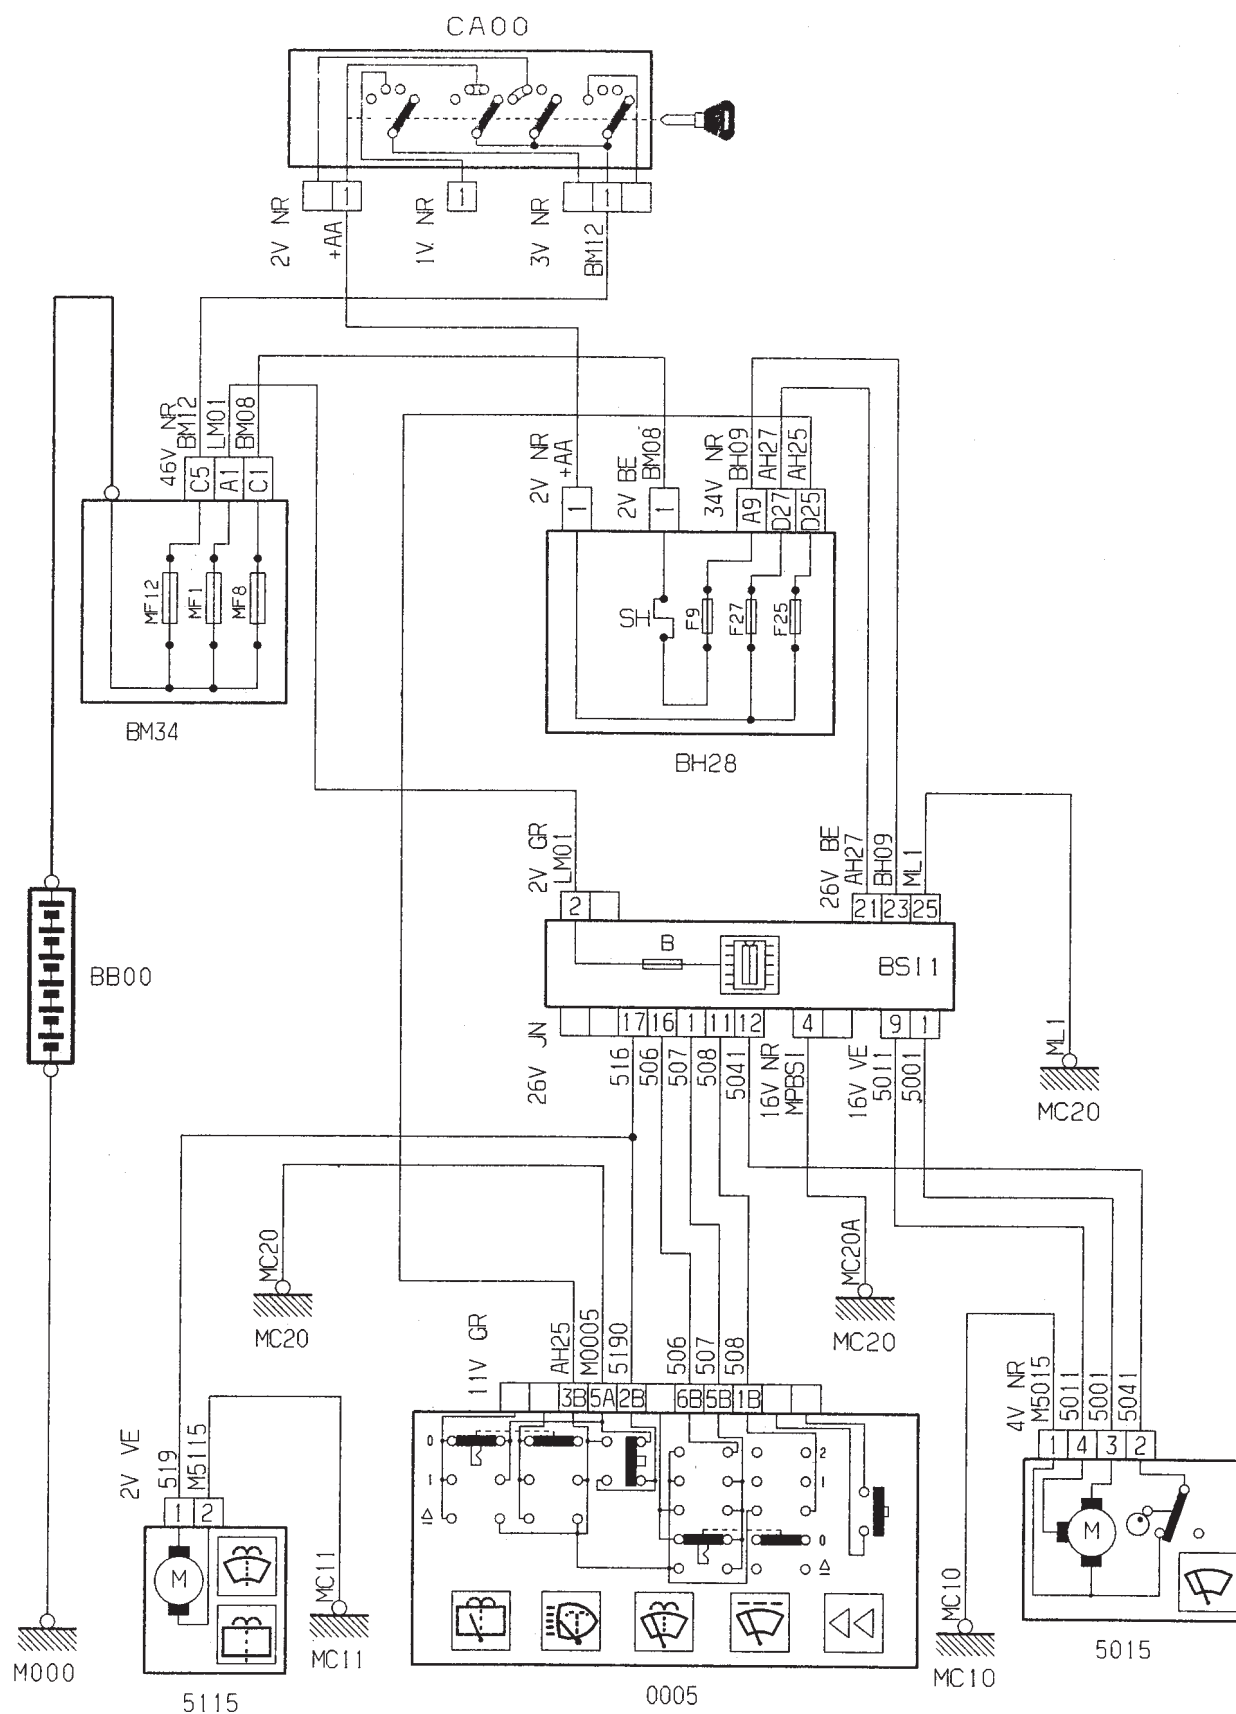 CA00
1
1
1
2V NR
+AA
1V NR
3V NR
BM12
46V NR
BM12
LM01
BM08
C5
A1
C1
MF12
MF1
MF8
BM34
2V NR
+AA
2V BE
BM08
34V NR
BH09
AH27
AH25
1
1
A9
D27
D25
SH
F9
F27
F25
BH28
2V GR
LM01
26V BE
AH27
BH09
ML1
2
21
23
25
B
BSI1
BB00
17
16
1
11
12
4
9
1
26V JN
516
506
507
508
5041
16V NR
MPBSI
16V VE
5011
5001
ML1
MC20
MC20
MC20
MC20A
MC20
11V GR
AH25
M0005
5190
506
507
508
3B
5A
2B
6B
5B
1B
0
1
2
1
0
0005
2V VE
519
M5115
1
2
M
5115
MC11
MC11
M000
4V NR
M5015
5011
5001
5041
1
4
3
2
M
5015
MC10
MC10